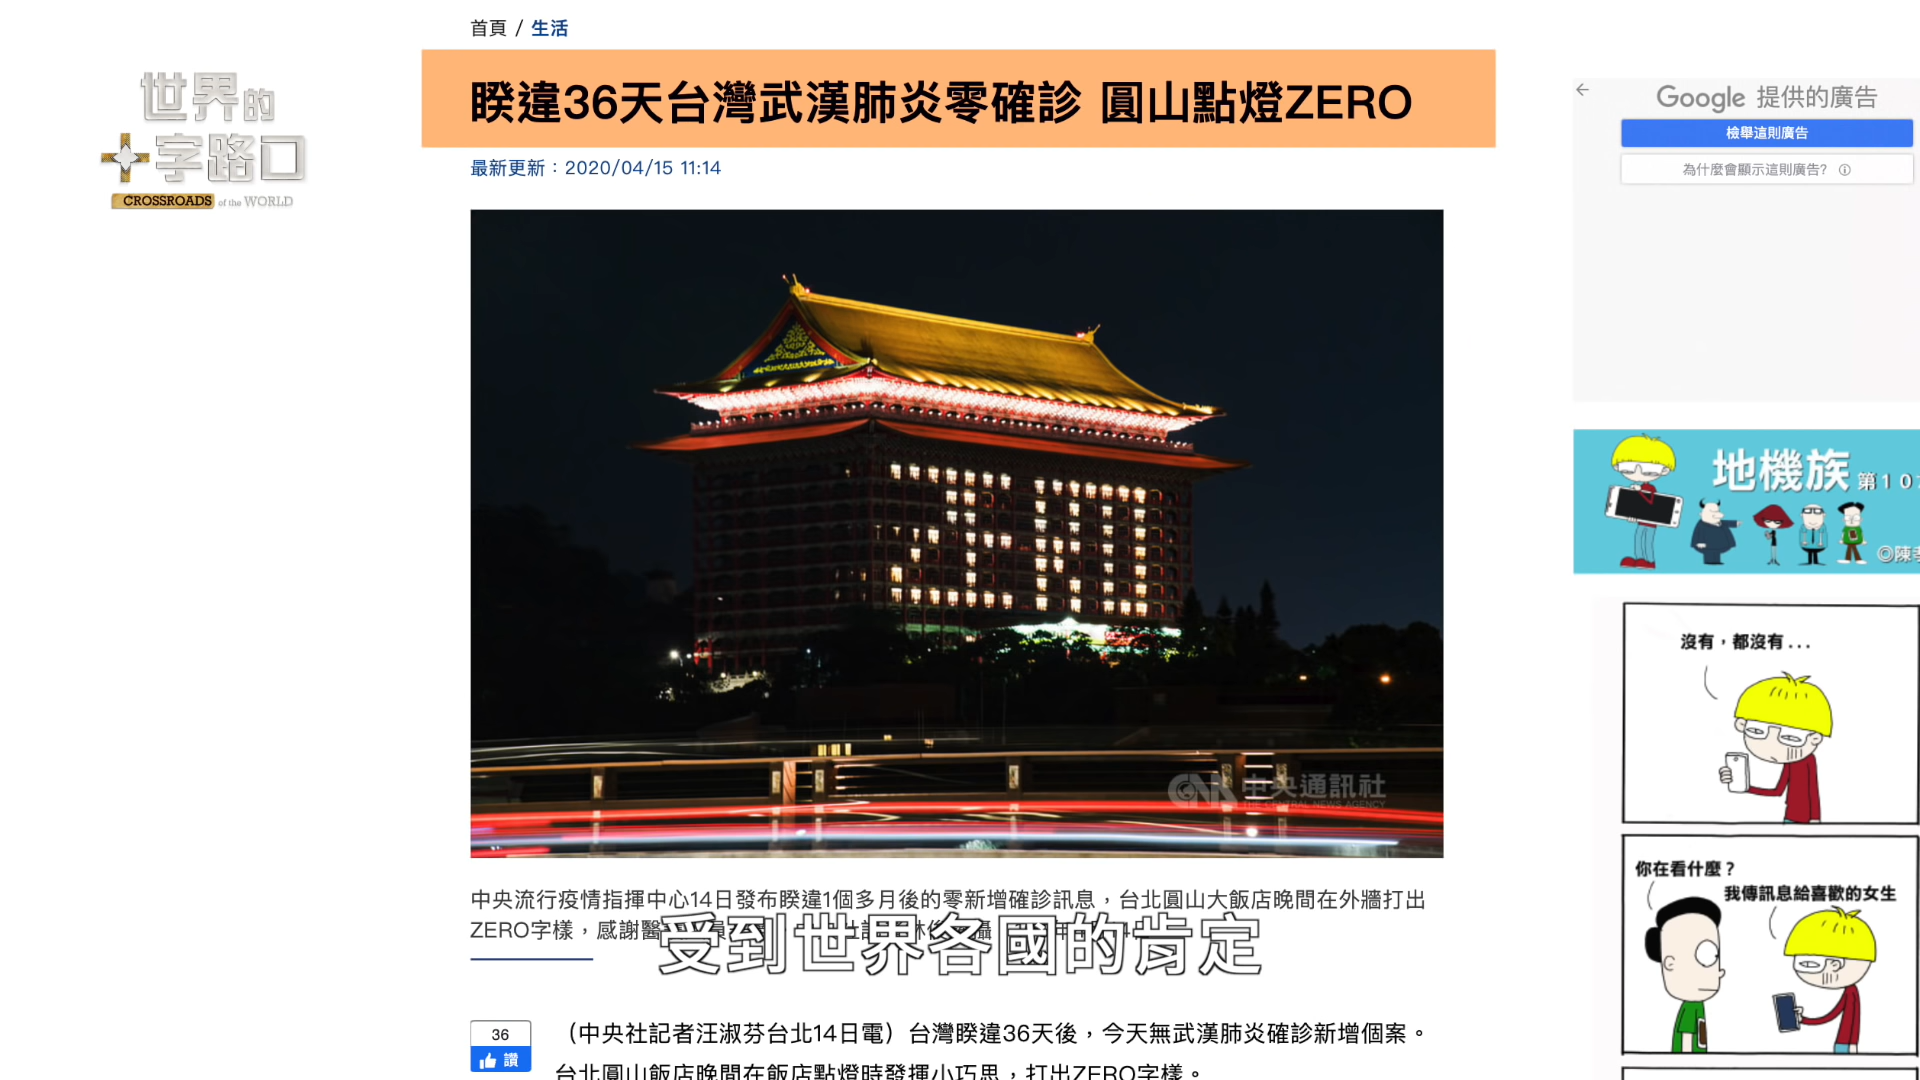 首頁 / 生活
世界的
十字路口
CROSSROADS of the WORLD
睽違36天台灣武漢肺炎零確診 圓山點燈ZERO
最新更新：2020/04/15 11:14
Google 提供的廣告
檢舉這則廣告
為什麼會顯示這則廣告?
ZERO
中央通訊社
THE CENTRAL NEWS AGENCY
地機族 第107
©陳孝
沒有，都沒有...
你在看什麼？
我傳訊息給喜歡的女生
中央流行疫情指揮中心14日發布睽違1個多月後的零新增確診訊息，台北圓山大飯店晚間在外牆打出
ZERO字樣，感謝醫
受到世界各國的肯定
36
讚
（中央社記者汪淑芬台北14日電）台灣睽違36天後，今天無武漢肺炎確診新增個案。
台北圓山飯店晚間在飯店點燈時發揮小巧思，打出ZERO字樣。